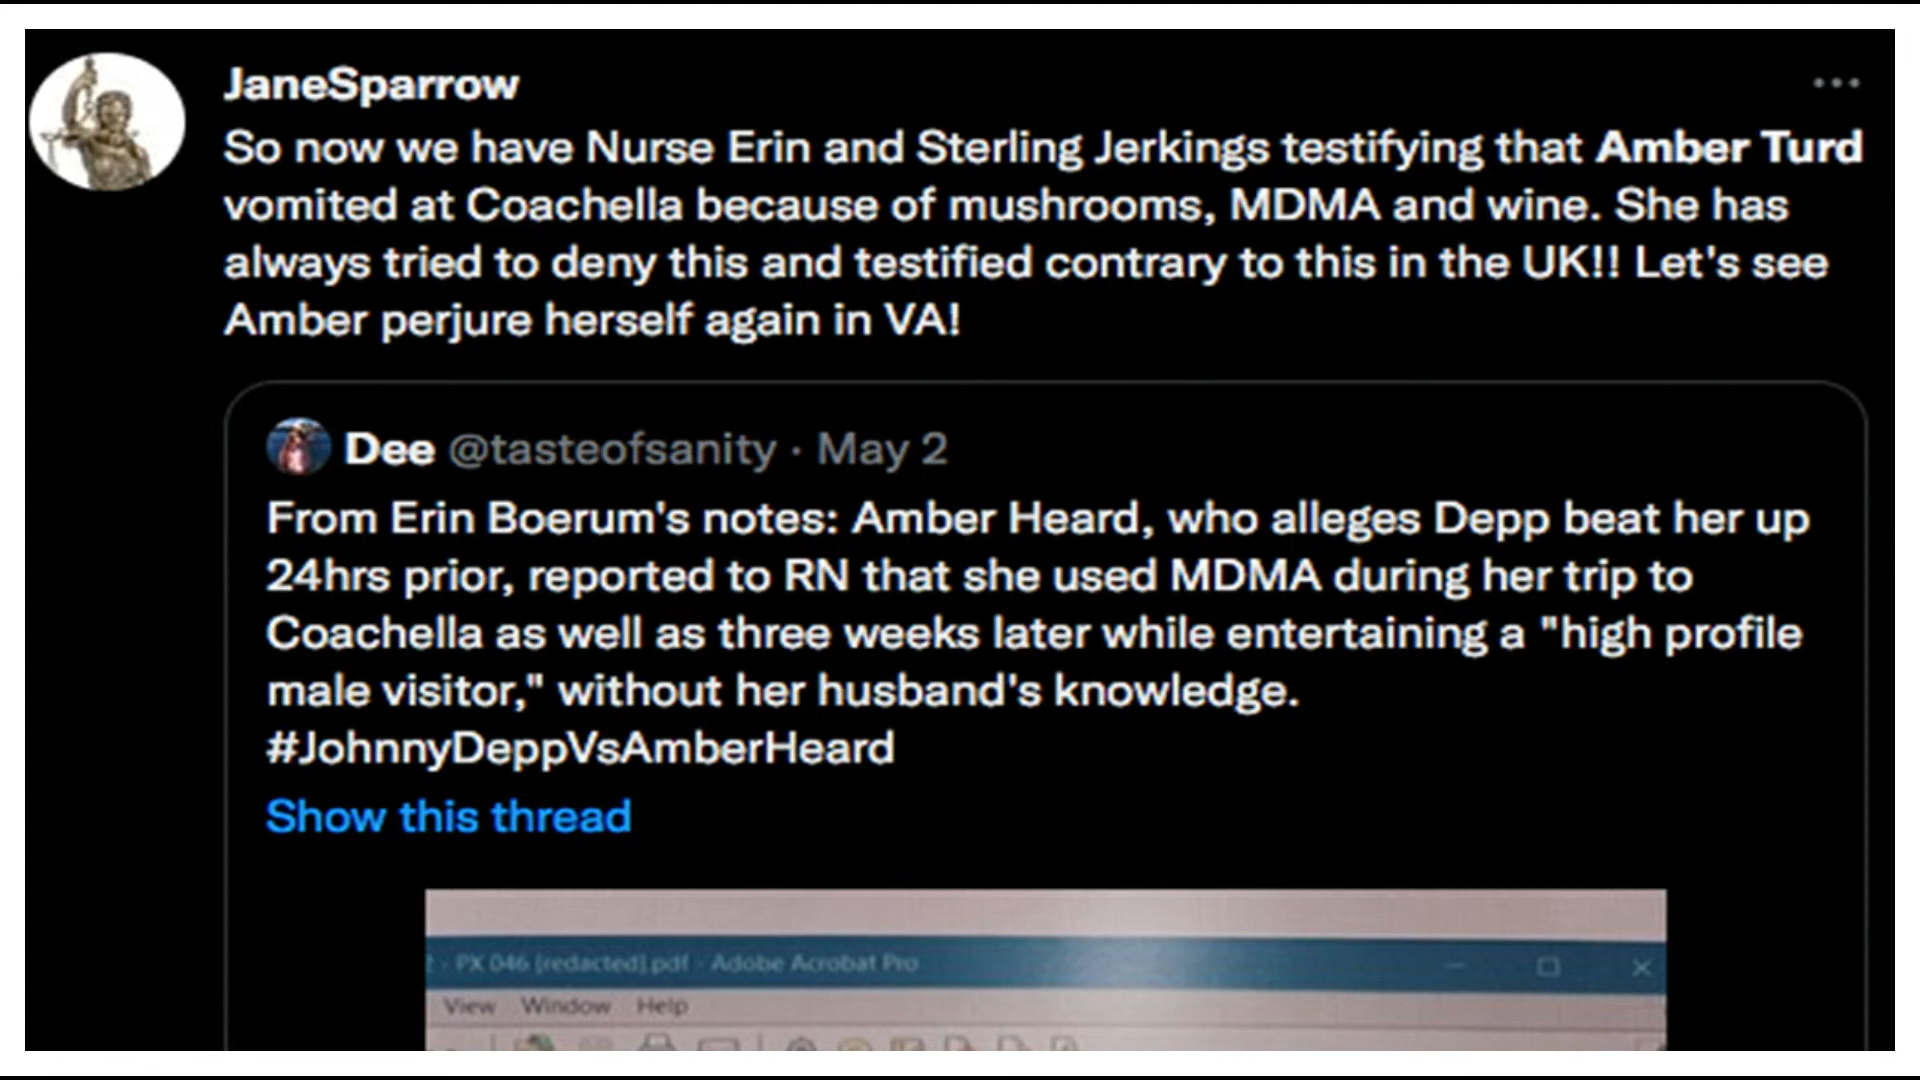 JaneSparrow
So now we have Nurse Erin and Sterling Jerkings testifying that Amber Turd
vomited at Coachella because of mushrooms, MDMA and wine. She has
always tried to deny this and testified contrary to this in the UK!! Let's see
Amber perjure herself again in VA!
Dee @tasteofsanity · May 2
From Erin Boerum's notes: Amber Heard, who alleges Depp beat her up
24hrs prior, reported to RN that she used MDMA during her trip to
Coachella as well as three weeks later while entertaining a "high profile
male visitor," without her husband's knowledge.
#JohnnyDeppVsAmberHeard
Show this thread
- PX 046 [redacted].pdf - Adobe Acrobat Pro
View Window Help